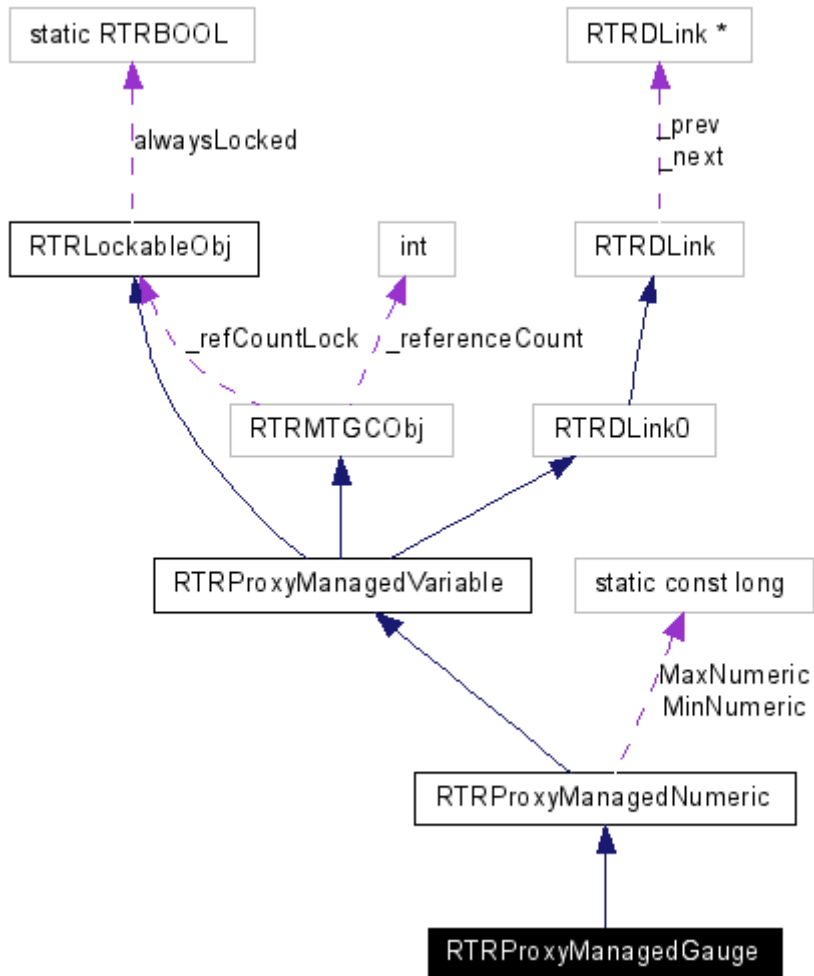 static RTRBOOL
RTRDLink *
alwaysLocked
_prev
_next
RTRLockableObj
int
RTRDLink
_refCountLock
_referenceCount
RTRMTGCObj
RTRDLink0
RTRProxyManagedVariable
static const long
MaxNumeric
MinNumeric
RTRProxyManagedNumeric
RTRProxyManagedGauge